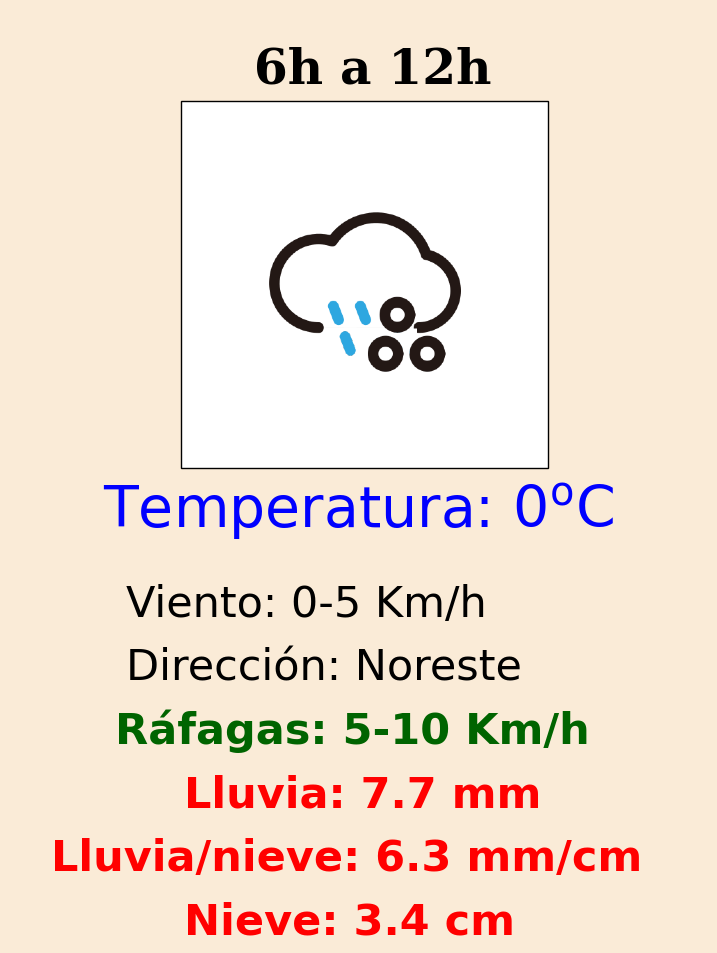 6h a 12h
Temperatura: 0ºC
Viento: 0-5 Km/h
Dirección: Noreste
Ráfagas: 5-10 Km/h
Lluvia: 7.7 mm
Lluvia/nieve: 6.3 mm/cm
Nieve: 3.4 cm